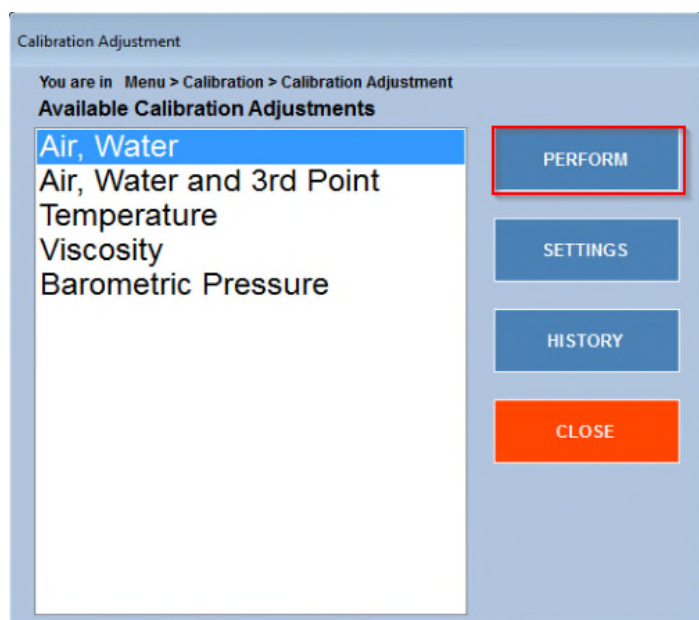 Calibration Adjustment
You are in Menu > Calibration > Calibration Adjustment
Available Calibration Adjustments
Air, Water
Air, Water and 3rd Point
Temperature
Viscosity
Barometric Pressure
PERFORM
SETTINGS
HISTORY
CLOSE